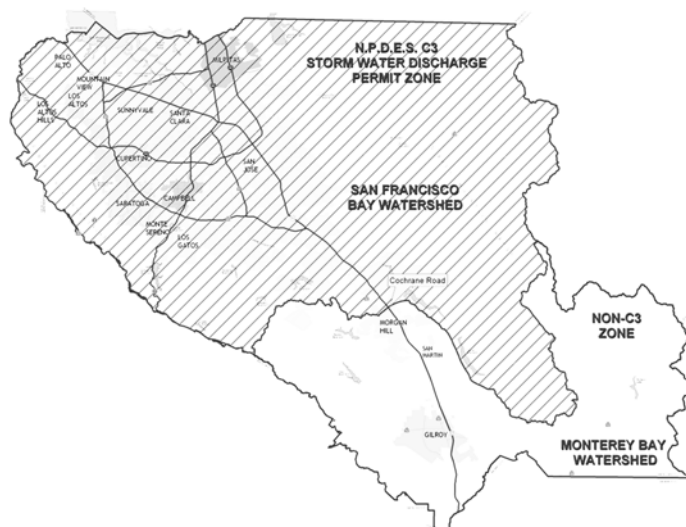 N.P.D.E.S. C3
STORM WATER DISCHARGE
PERMIT ZONE
PALO
ALTO
MILPITAS
MOUNTAIN
VIEW
LOS
ALTOS
LOS
ALTOS
HILLS
SUNNYVALE
SANTA
CLARA
CUPERTINO
SAN
JOSE
SAN FRANCISCO
BAY WATERSHED
SARATOGA
CAMPBELL
MONTE
SERENO
LOS
GATOS
Cochrane Road
MORGAN
HILL
NON-C3
ZONE
SAN
MARTIN
GILROY
MONTEREY BAY
WATERSHED